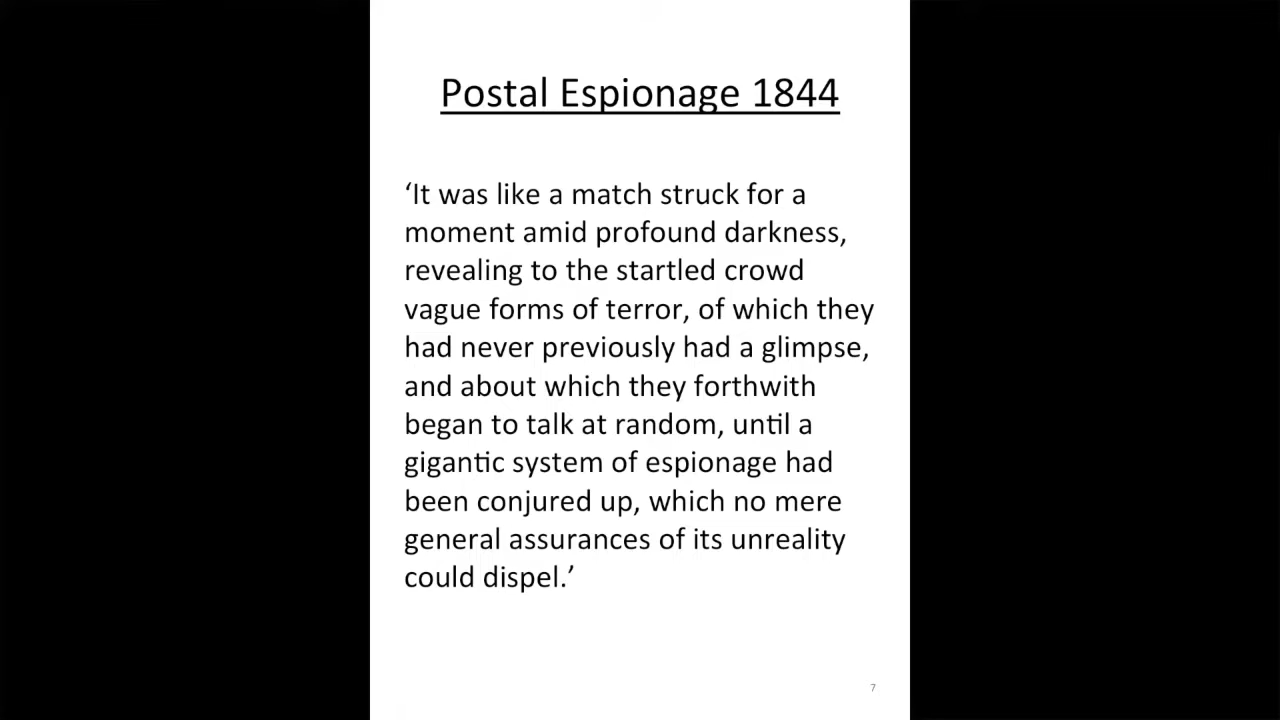 Postal Espionage 1844
‘It was like a match struck for a
moment amid profound darkness,
revealing to the startled crowd
vague forms of terror, of which they
had never previously had a glimpse,
and about which they forthwith
began to talk at random, until a
gigantic system of espionage had
been conjured up, which no mere
general assurances of its unreality
could dispel.’
7